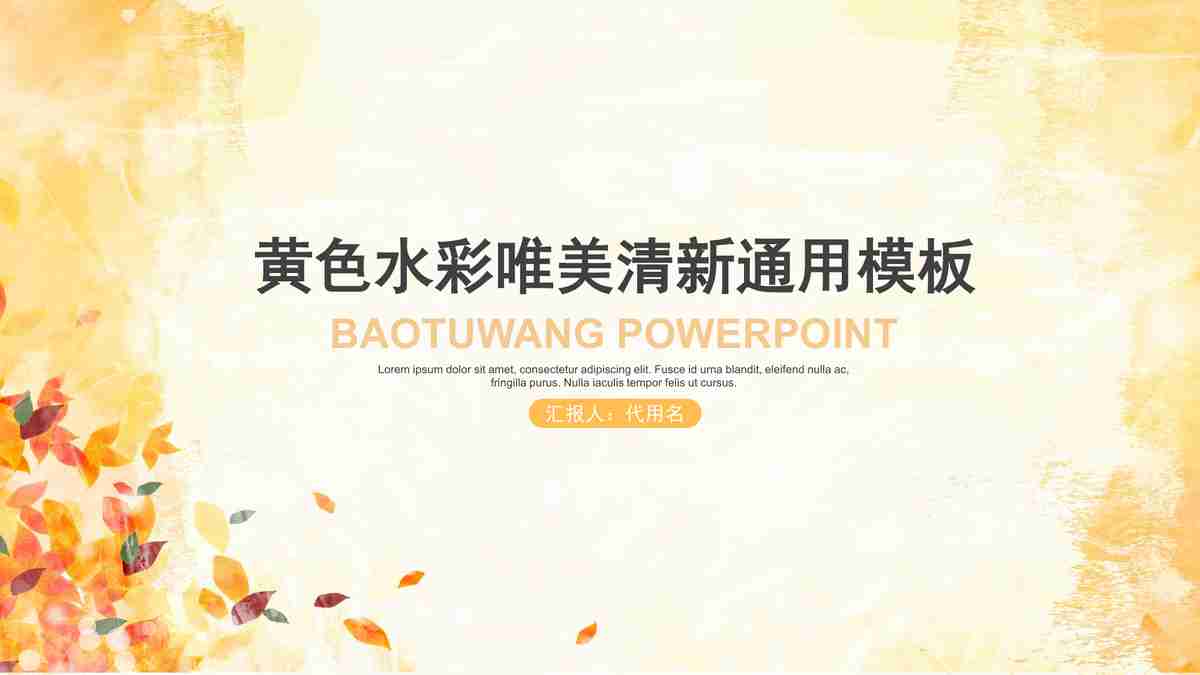 黄色水彩唯美清新通用模板
BAOTUWANG POWERPOINT
Lorem ipsum dolor sit amet, consectetur adipiscing elit. Fusce id urna blandit, eleifend nulla ac,
fringilla purus. Nulla iaculis tempor felis ut cursus.
汇报人：代用名